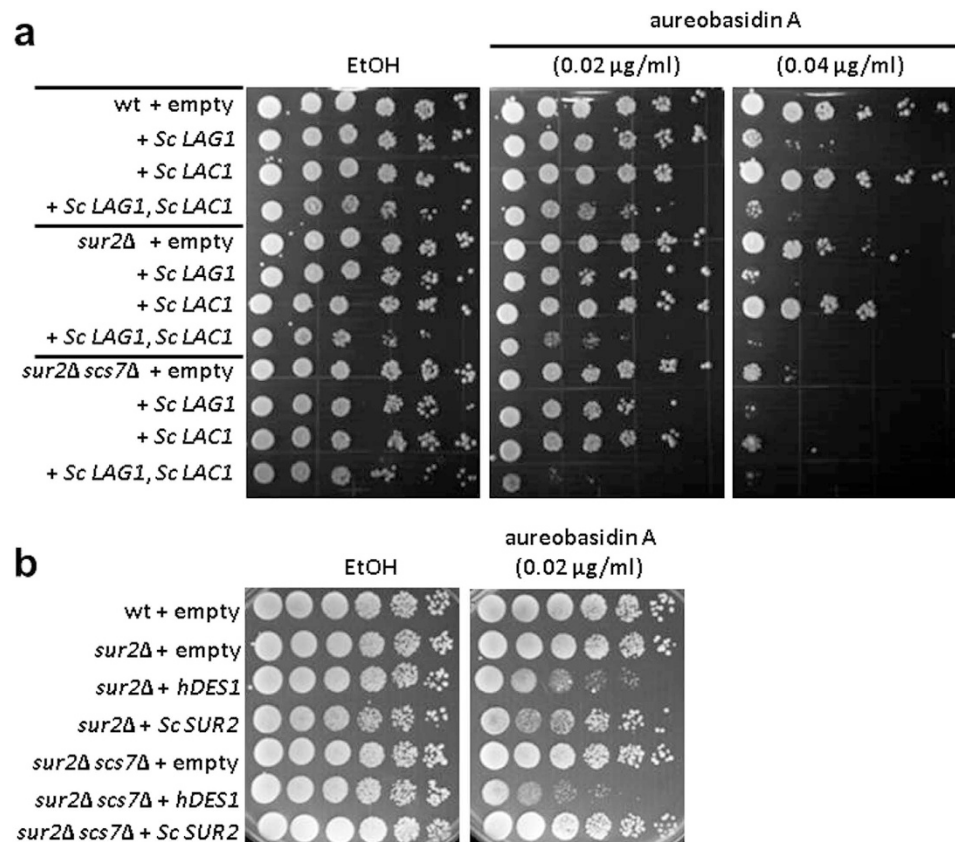 a
aureobasidin A
EtOH
(0.02 µg/ml)
(0.04 µg/ml)
wt + empty
+ Sc LAG1
+ Sc LAC1
+ Sc LAG1, Sc LAC1
sur2Δ + empty
+ Sc LAG1
+ Sc LAC1
+ Sc LAG1, Sc LAC1
sur2Δ scs7Δ + empty
+ Sc LAG1
+ Sc LAC1
+ Sc LAG1, Sc LAC1
b
EtOH
aureobasidin A
(0.02 µg/ml)
wt + empty
sur2Δ + empty
sur2Δ + hDES1
sur2Δ + Sc SUR2
sur2Δ scs7Δ + empty
sur2Δ scs7Δ + hDES1
sur2Δ scs7Δ + Sc SUR2